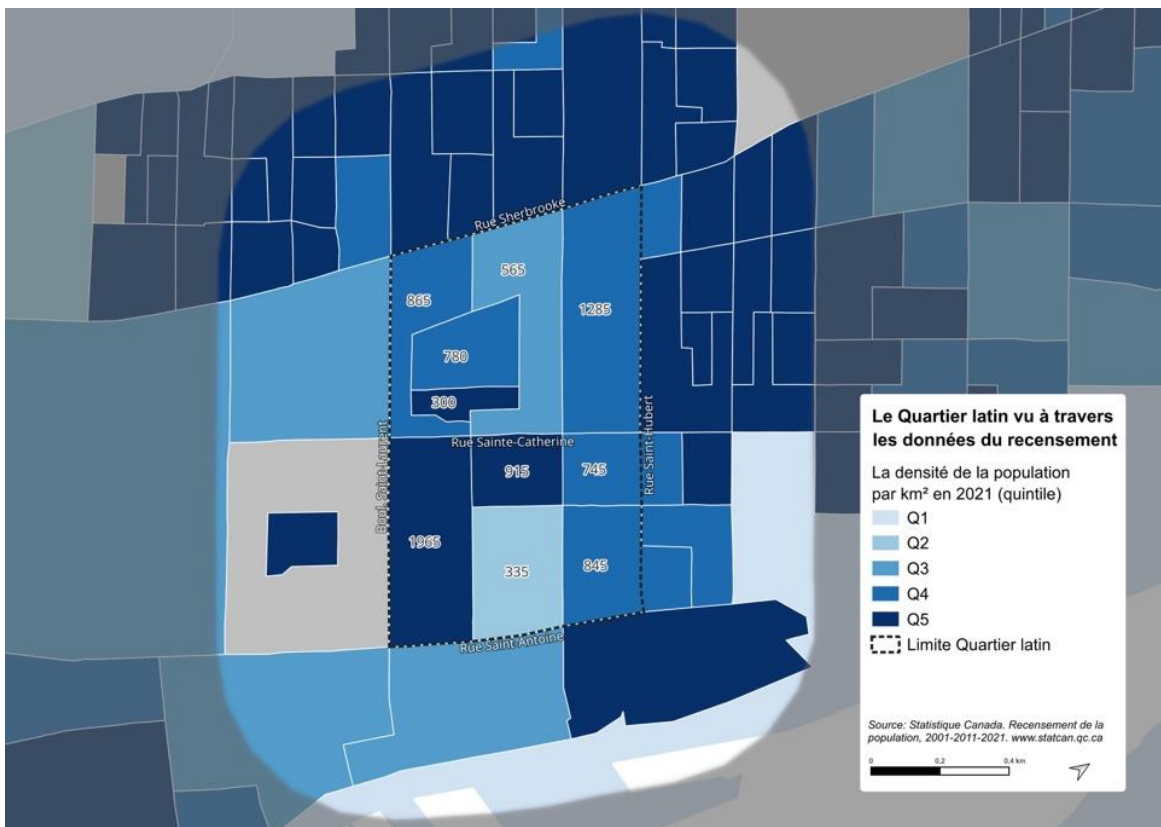 Rue Sherbrooke
565
865
1285
780
300
Rue Sainte-Catherine
Boul. Saint-Laurent
Rue Saint-Hubert
915
745
1965
335
845
Rue Saint-Antoine
Le Quartier latin vu à travers
les données du recensement
La densité de la population
par km² en 2021 (quintile)
Q1
Q2
Q3
Q4
Q5
Limite Quartier latin
Source: Statistique Canada. Recensement de la
population, 2001-2011-2021. www.statcan.qc.ca
0 0,2 0,4 km